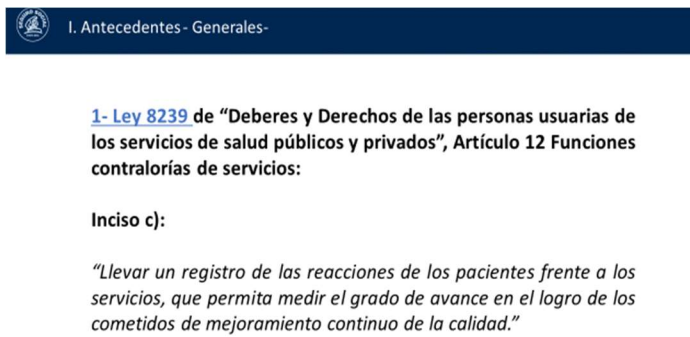 I. Antecedentes- Generales-
1- Ley 8239 de “Deberes y Derechos de las personas usuarias de
los servicios de salud públicos y privados”, Artículo 12 Funciones
contralorías de servicios:
Inciso c):
“Llevar un registro de las reacciones de los pacientes frente a los
servicios, que permita medir el grado de avance en el logro de los
cometidos de mejoramiento continuo de la calidad.”